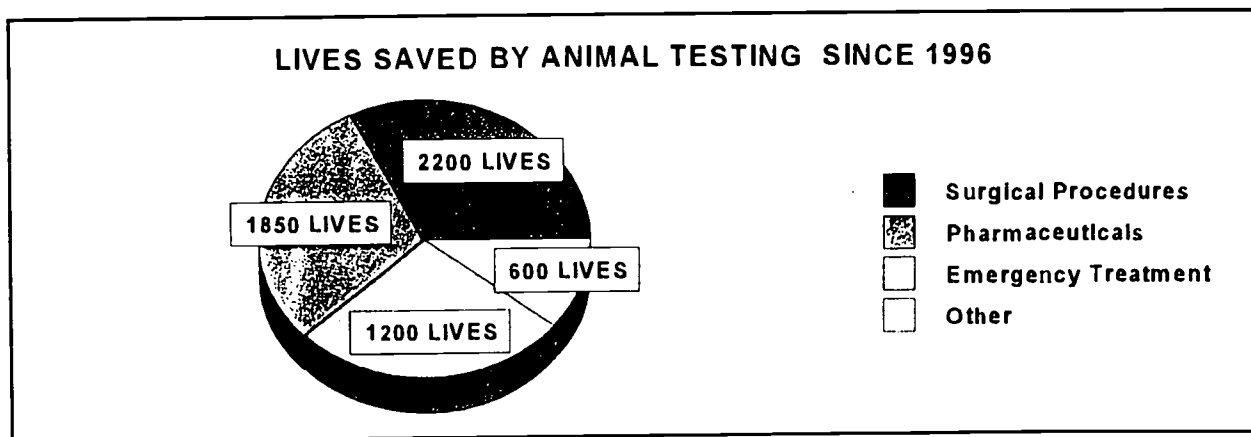 LIVES SAVED BY ANIMAL TESTING SINCE 1996
2200 LIVES
1850 LIVES
600 LIVES
1200 LIVES
Surgical Procedures
Pharmaceuticals
Emergency Treatment
Other